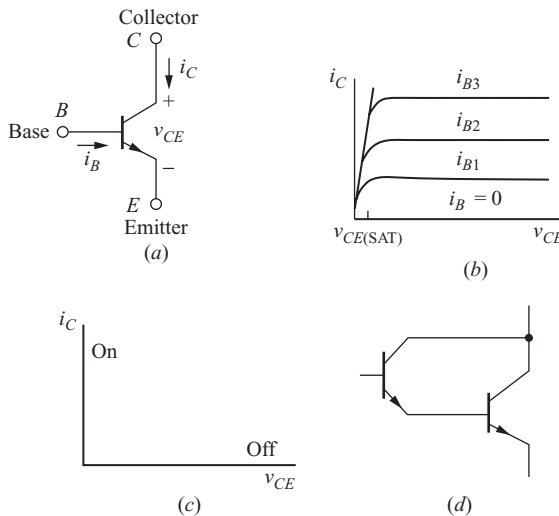 Collector
C
i_C
+
B
Base
v_CE
i_B
−
E
Emitter
(a)
i_C
i_B3
i_B2
i_B1
i_B = 0
v_CE(SAT)
v_CE
(b)
i_C
On
Off
v_CE
(c)
(d)